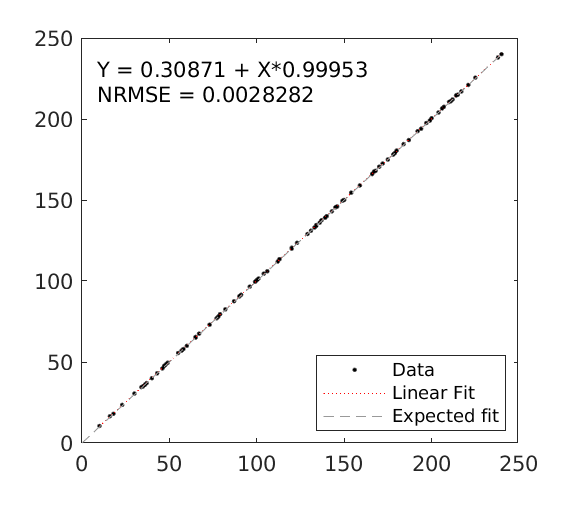 Y = 0.30871 + X*0.99953
NRMSE = 0.0028282
250
200
150
100
50
0
Data
Linear Fit
Expected fit
0 50 100 150 200 250